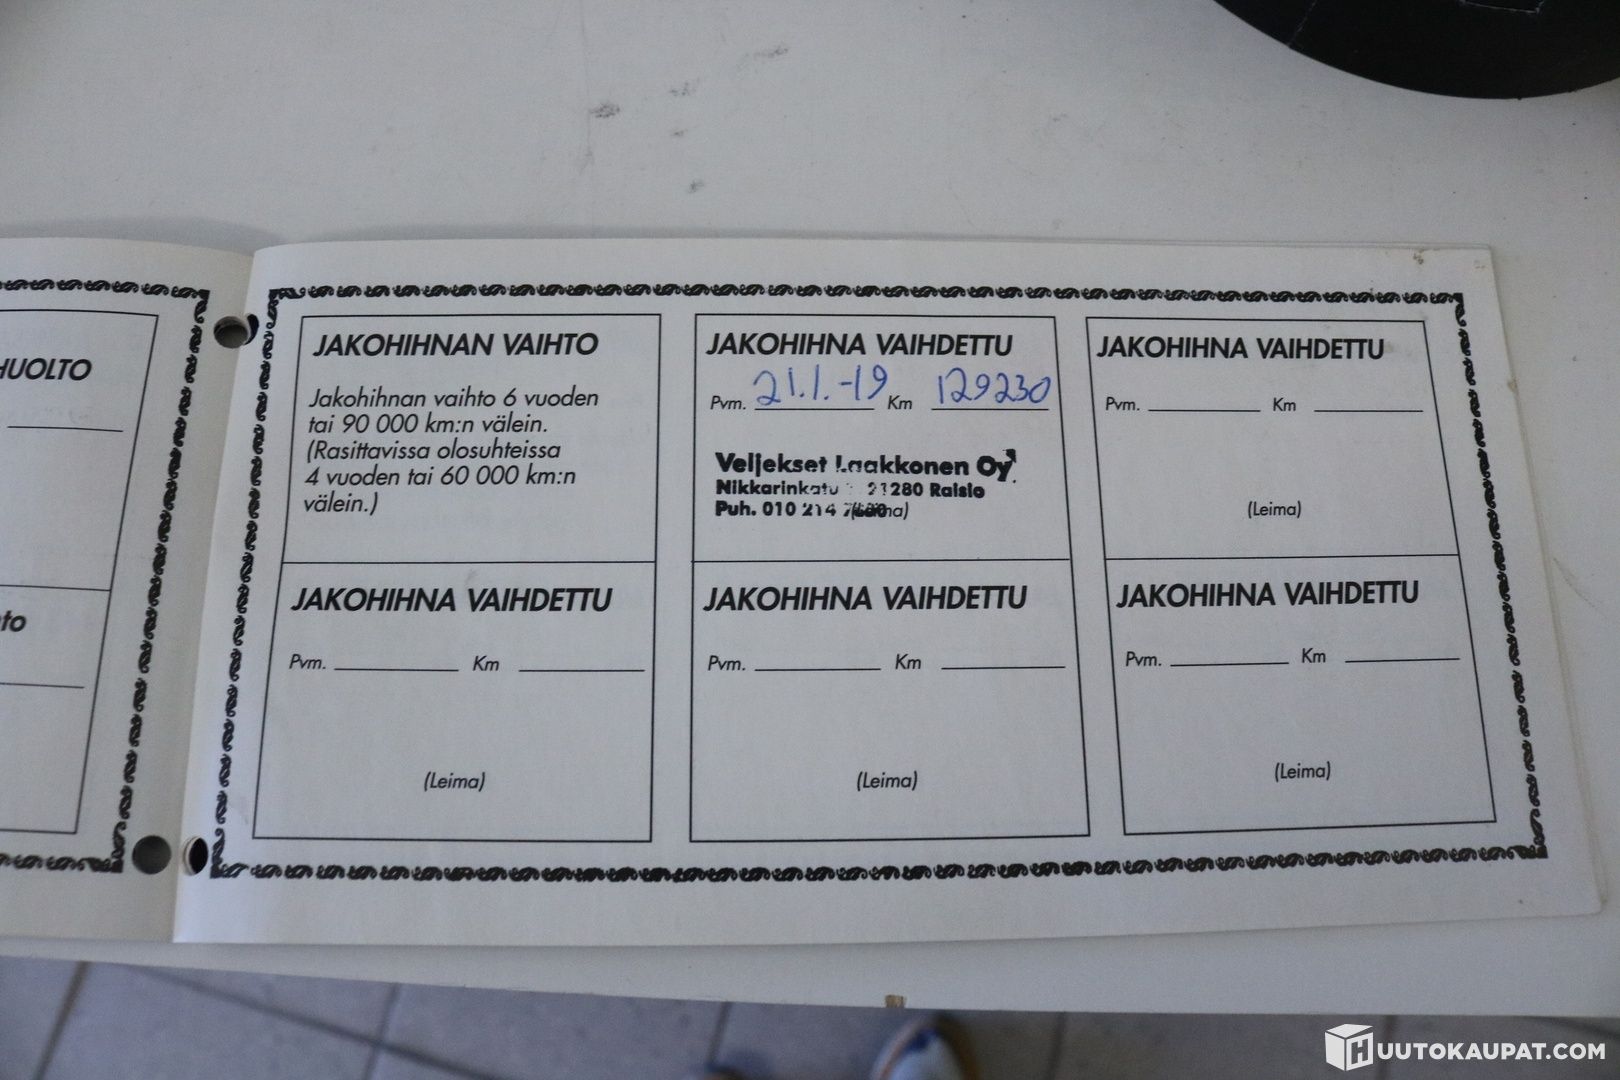 HUOLTO
JAKOHIHNAN VAIHTO
Jakohihnan vaihto 6 vuoden
tai 90 000 km:n välein.
(Rasittavissa olosuhteissa
4 vuoden tai 60 000 km:n
välein.)
JAKOHIHNA VAIHDETTU
Pvm. 21.1.-19 Km 129230
Veljekset Laakkonen Oy
Nikkarinkatu 21280 Raisio
Puh. 010 214
(Leima)
JAKOHIHNA VAIHDETTU
Pvm. Km
(Leima)
JAKOHIHNA VAIHDETTU
Pvm. Km
(Leima)
JAKOHIHNA VAIHDETTU
Pvm. Km
(Leima)
JAKOHIHNA VAIHDETTU
Pvm. Km
(Leima)
HUUTOKAUPAT.COM